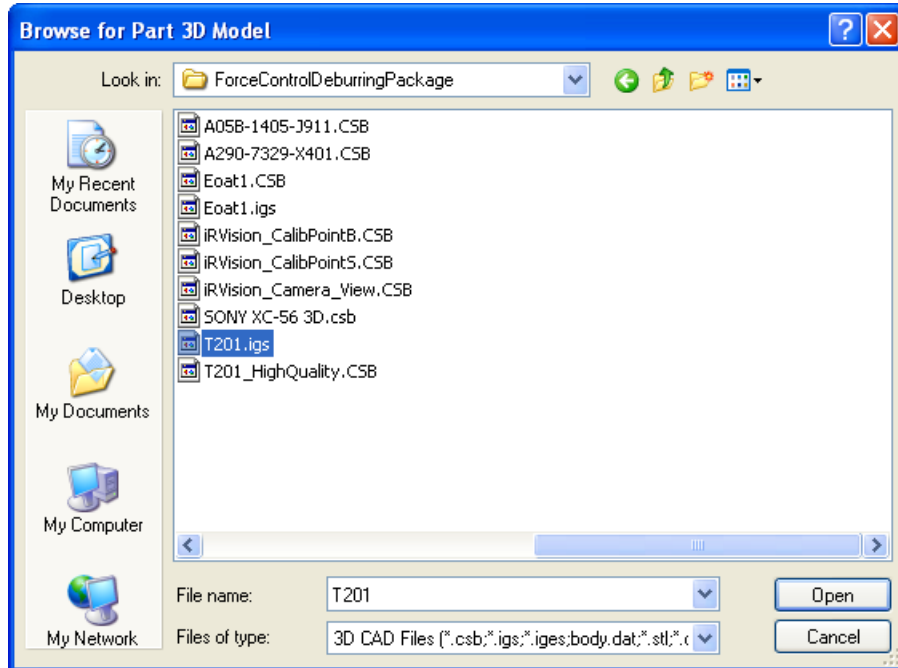 Browse for Part 3D Model
Look in: ForceControlDeburringPackage
A05B-1405-J911.CSB
A290-7329-X401.CSB
Eoat1.CSB
Eoat1.igs
iRVision_CalibPointB.CSB
iRVision_CalibPointS.CSB
iRVision_Camera_View.CSB
SONY XC-56 3D.csb
T201.igs
T201_HighQuality.CSB
My Recent
Documents
Desktop
My Documents
My Computer
My Network
File name: T201
Open
Files of type: 3D CAD Files (*.csb;*.igs;*.iges;body.dat;*.stl;*.c
Cancel